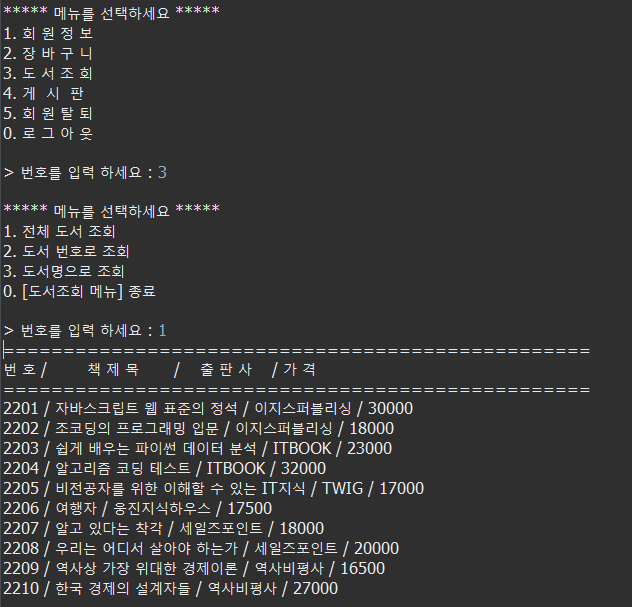 ***** 메뉴를 선택하세요 *****
1. 회 원 정 보
2. 장 바 구 니
3. 도 서 조 회
4. 게  시  판
5. 회 원 탈 퇴
0. 로 그 아 웃
> 번호를 입력 하세요 : 3
***** 메뉴를 선택하세요 *****
1. 전체 도서 조회
2. 도서 번호로 조회
3. 도서명으로 조회
0. [도서조회 메뉴] 종료
> 번호를 입력 하세요 : 1
==================================================
번 호 /        책 제 목       /    출 판 사    / 가 격
==================================================
2201 / 자바스크립트 웹 표준의 정석 / 이지스퍼블리싱 / 30000
2202 / 조코딩의 프로그래밍 입문 / 이지스퍼블리싱 / 18000
2203 / 쉽게 배우는 파이썬 데이터 분석 / ITBOOK / 23000
2204 / 알고리즘 코딩 테스트 / ITBOOK / 32000
2205 / 비전공자를 위한 이해할 수 있는 IT지식 / TWIG / 17000
2206 / 여행자 / 웅진지식하우스 / 17500
2207 / 알고 있다는 착각 / 세일즈포인트 / 18000
2208 / 우리는 어디서 살아야 하는가 / 세일즈포인트 / 20000
2209 / 역사상 가장 위대한 경제이론 / 역사비평사 / 16500
2210 / 한국 경제의 설계자들 / 역사비평사 / 27000